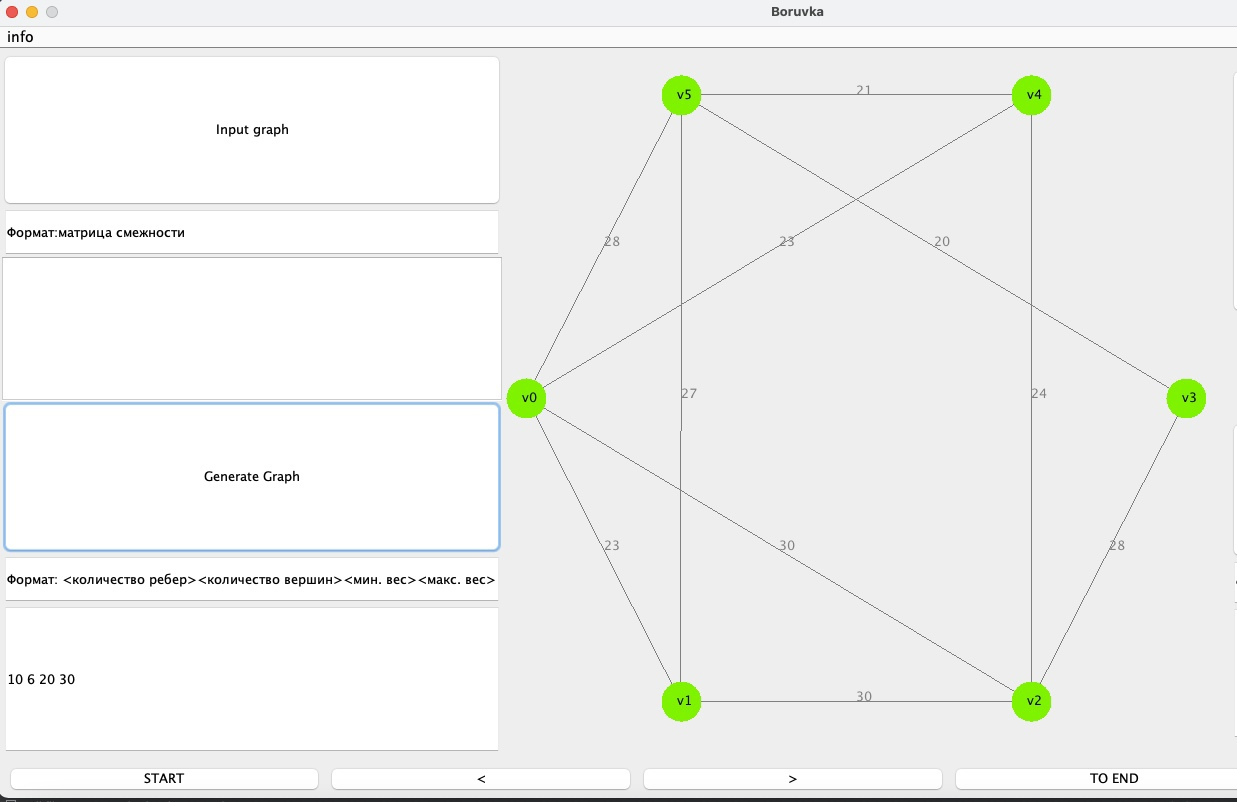 Boruvka
info
Input graph
Формат:матрица смежности
Generate Graph
Формат: <количество ребер><количество вершин><мин. вес><макс. вес>
10 6 20 30
v5
21
v4
28
23
20
v0
27
24
v3
23
30
28
v1
30
v2
START
<
>
TO END